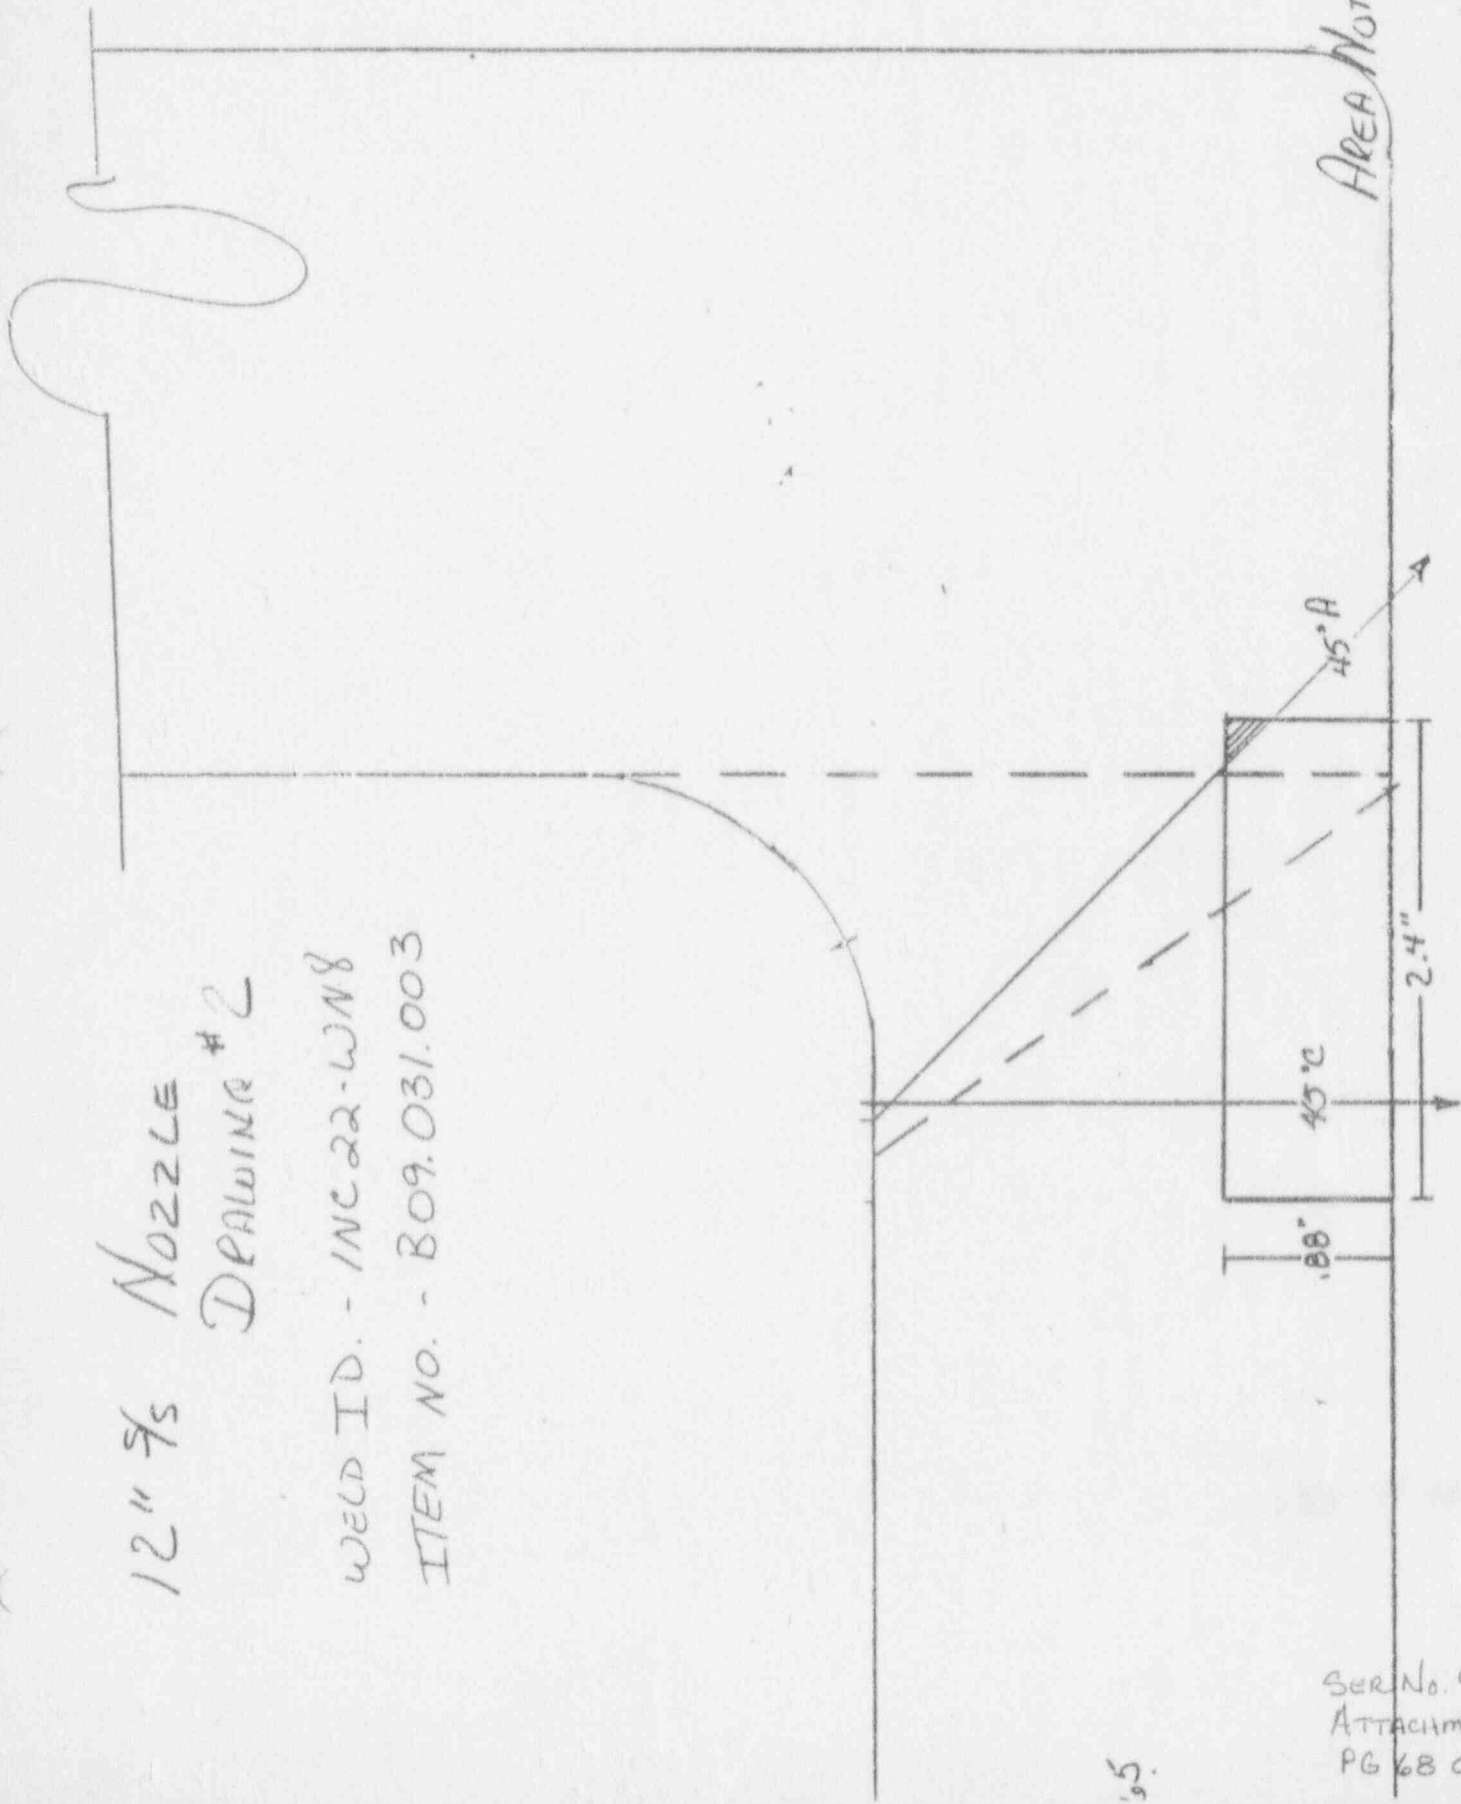 12" S/S NOZZLE
DRAWING #2
WELD ID. - INC22-WN8
ITEM NO. - B09.031.003
AREA NOT
45°A
45°C
2.4"
.88"
SER NO.
ATTACHM
PG 68 O